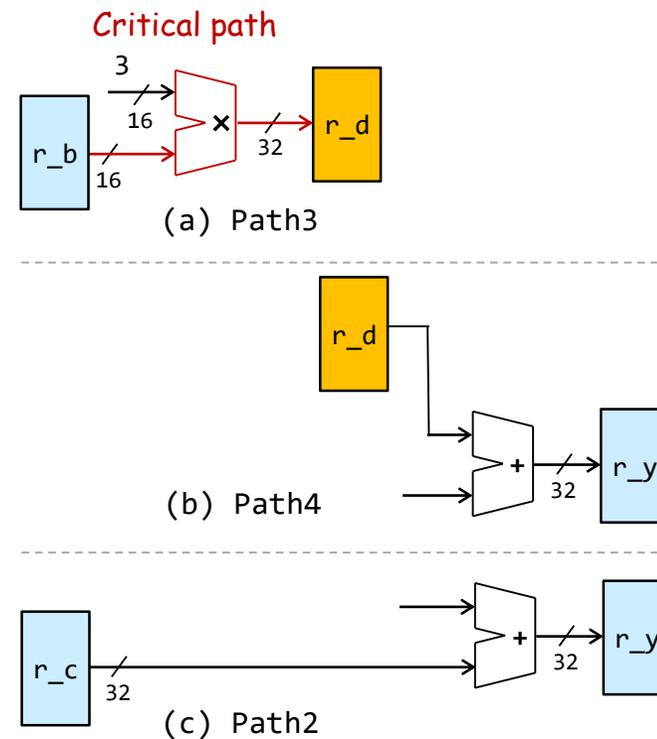 Critical path
3
16
r_b
16
×
32
r_d
(a) Path3
r_d
+
32
r_y
(b) Path4
r_c
32
+
32
r_y
(c) Path2